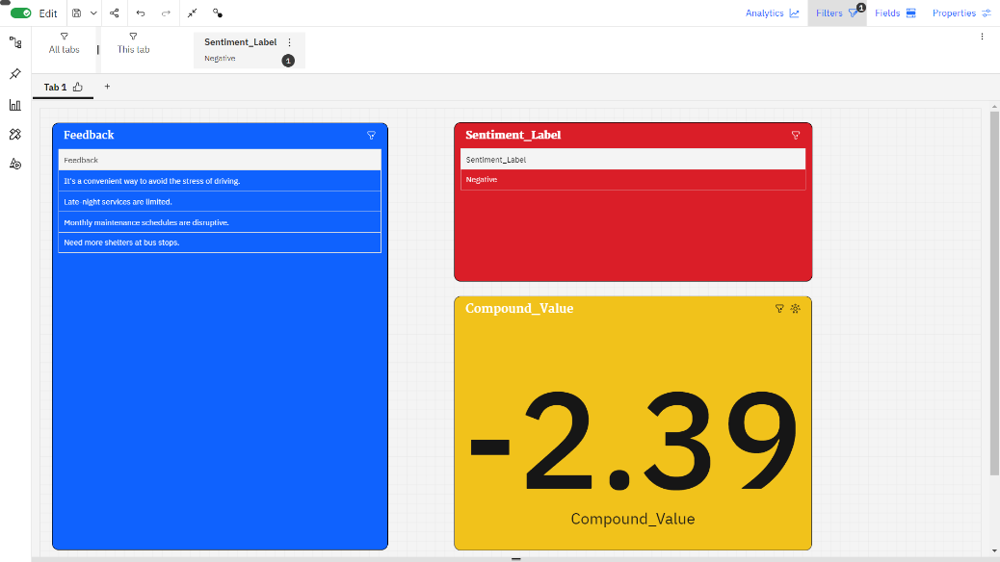 Edit
Analytics
Filters
1
Fields
Properties
All tabs
This tab
Sentiment_Label
Negative
1
Tab 1
+
Feedback
Feedback
It's a convenient way to avoid the stress of driving.
Late-night services are limited.
Monthly maintenance schedules are disruptive.
Need more shelters at bus stops.
Sentiment_Label
Sentiment_Label
Negative
Compound_Value
-2.39
Compound_Value